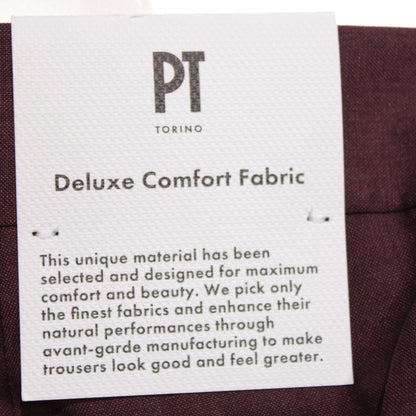 PT
TORINO
Deluxe Comfort Fabric
This unique material has been
selected and designed for maximum
comfort and beauty. We pick only
the finest fabrics and enhance their
natural performances through
avant-garde manufacturing to make
trousers look good and feel greater.